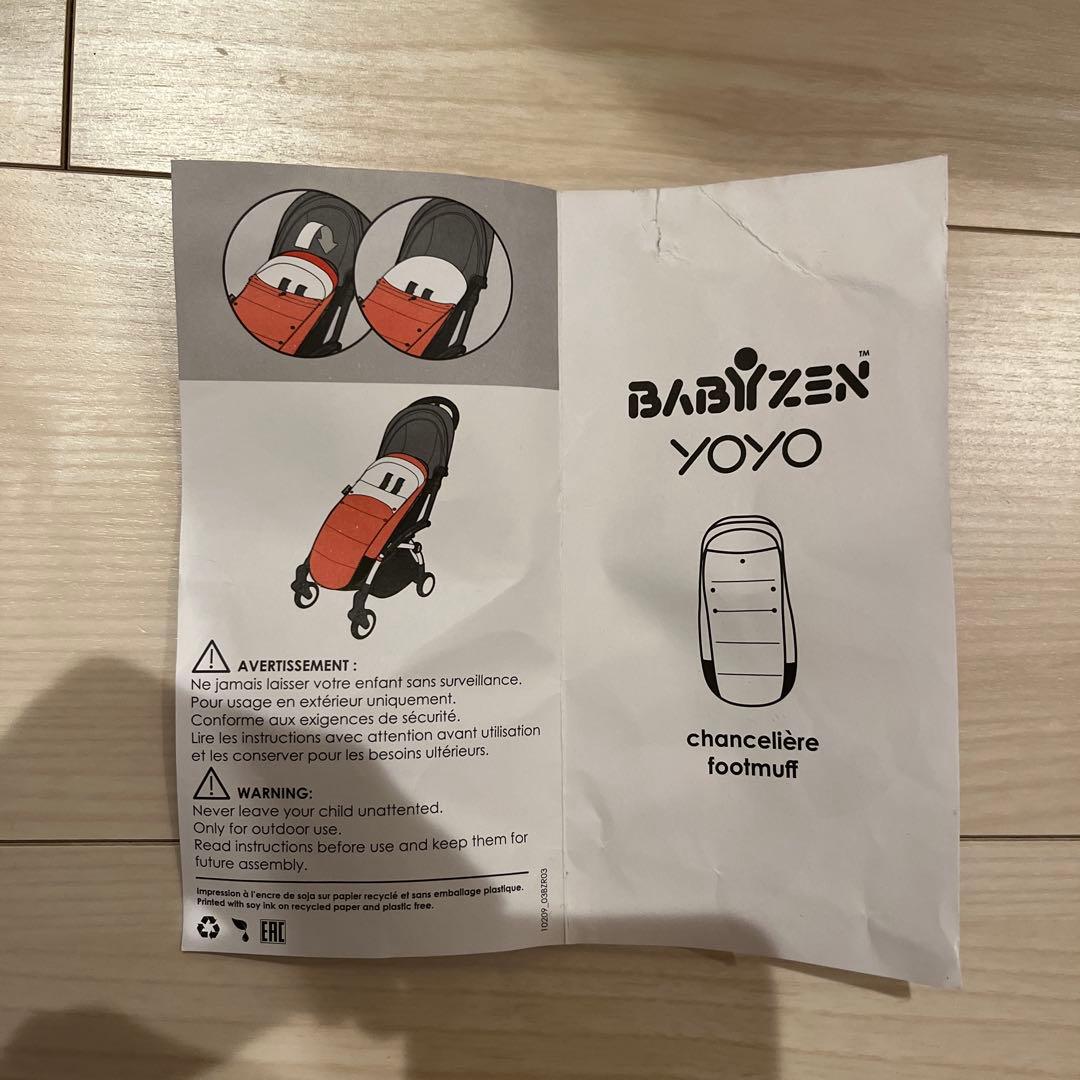 AVERTISSEMENT :
Ne jamais laisser votre enfant sans surveillance.
Pour usage en extérieur uniquement.
Conforme aux exigences de sécurité.
Lire les instructions avec attention avant utilisation
et les conserver pour les besoins ultérieurs.
WARNING:
Never leave your child unattented.
Only for outdoor use.
Read instructions before use and keep them for
future assembly.
Impression à l'encre de soja sur papier recyclé et sans emballage plastique.
Printed with soy ink on recycled paper and plastic free.
EAC
10209_03BZR03
BABYZEN™
YOYO
chancelière
footmuff